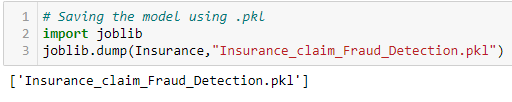 1 # Saving the model using .pkl
2 import joblib
3 joblib.dump(Insurance,"Insurance_claim_Fraud_Detection.pkl")
['Insurance_claim_Fraud_Detection.pkl']